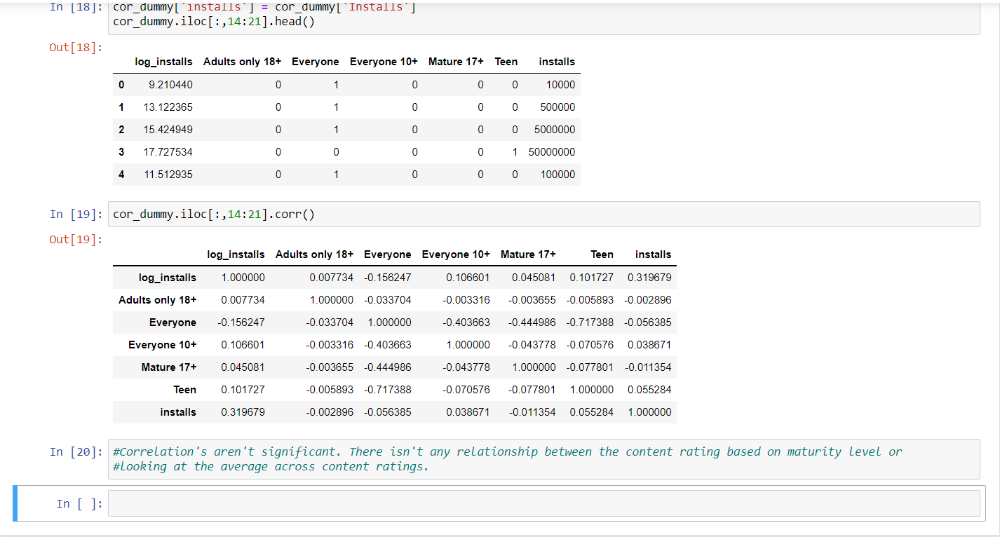 In [18]: cor_dummy['installs'] = cor_dummy['Installs']
cor_dummy.iloc[:,14:21].head()
Out[18]:
log_installs Adults only 18+ Everyone Everyone 10+ Mature 17+ Teen installs
0 9.210440 0 1 0 0 0 10000
1 13.122365 0 1 0 0 0 500000
2 15.424949 0 1 0 0 0 5000000
3 17.727534 0 0 0 0 1 50000000
4 11.512935 0 1 0 0 0 100000
In [19]: cor_dummy.iloc[:,14:21].corr()
Out[19]:
log_installs Adults only 18+ Everyone Everyone 10+ Mature 17+ Teen installs
log_installs 1.000000 0.007734 -0.156247 0.106601 0.045081 0.101727 0.319679
Adults only 18+ 0.007734 1.000000 -0.033704 -0.003316 -0.003655 -0.005893 -0.002896
Everyone -0.156247 -0.033704 1.000000 -0.403663 -0.444986 -0.717388 -0.056385
Everyone 10+ 0.106601 -0.003316 -0.403663 1.000000 -0.043778 -0.070576 0.038671
Mature 17+ 0.045081 -0.003655 -0.444986 -0.043778 1.000000 -0.077801 -0.011354
Teen 0.101727 -0.005893 -0.717388 -0.070576 -0.077801 1.000000 0.055284
installs 0.319679 -0.002896 -0.056385 0.038671 -0.011354 0.055284 1.000000
In [20]: #Correlation's aren't significant. There isn't any relationship between the content rating based on maturity level or
#looking at the average across content ratings.
In [ ]: